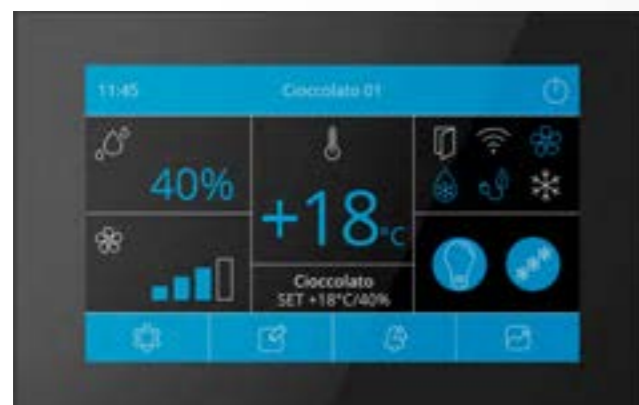 11:45
Cioccolato 01
40%
+18°C
Cioccolato
SET +18°C/40%